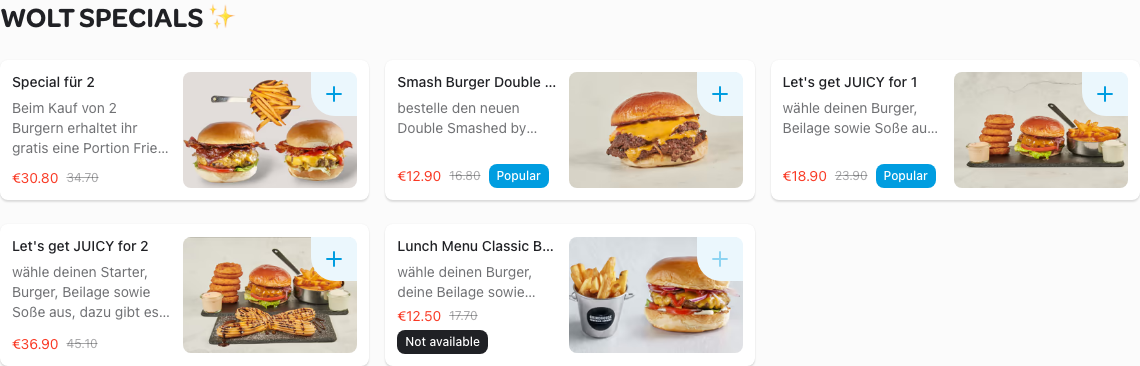 WOLT SPECIALS ✨
Special für 2
Beim Kauf von 2
Burgern erhaltet ihr
gratis eine Portion Frie...
€30.80 34.70
Smash Burger Double ...
bestelle den neuen
Double Smashed by...
€12.90 16.80 Popular
Let's get JUICY for 1
wähle deinen Burger,
Beilage sowie Soße au...
€18.90 23.90 Popular
Let's get JUICY for 2
wähle deinen Starter,
Burger, Beilage sowie
Soße aus, dazu gibt es...
€36.90 45.10
Lunch Menu Classic B...
wähle deinen Burger,
deine Beilage sowie...
€12.50 17.70
Not available